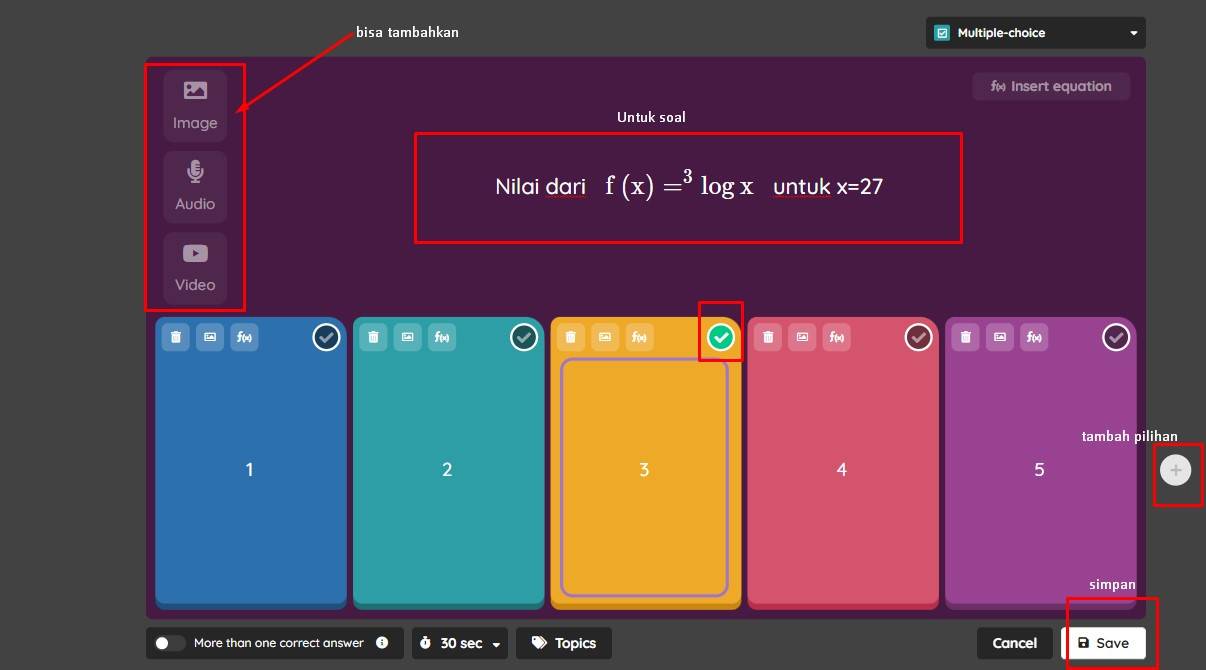 bisa tambahkan
Multiple-choice
Image
f(x) Insert equation
Untuk soal
Nilai dari f (x) =³ log x untuk x=27
Audio
Video
f(x) f(x) f(x) f(x) f(x)
tambah pilihan
1 2 3 4 5
simpan
More than one correct answer 30 sec Topics Cancel Save